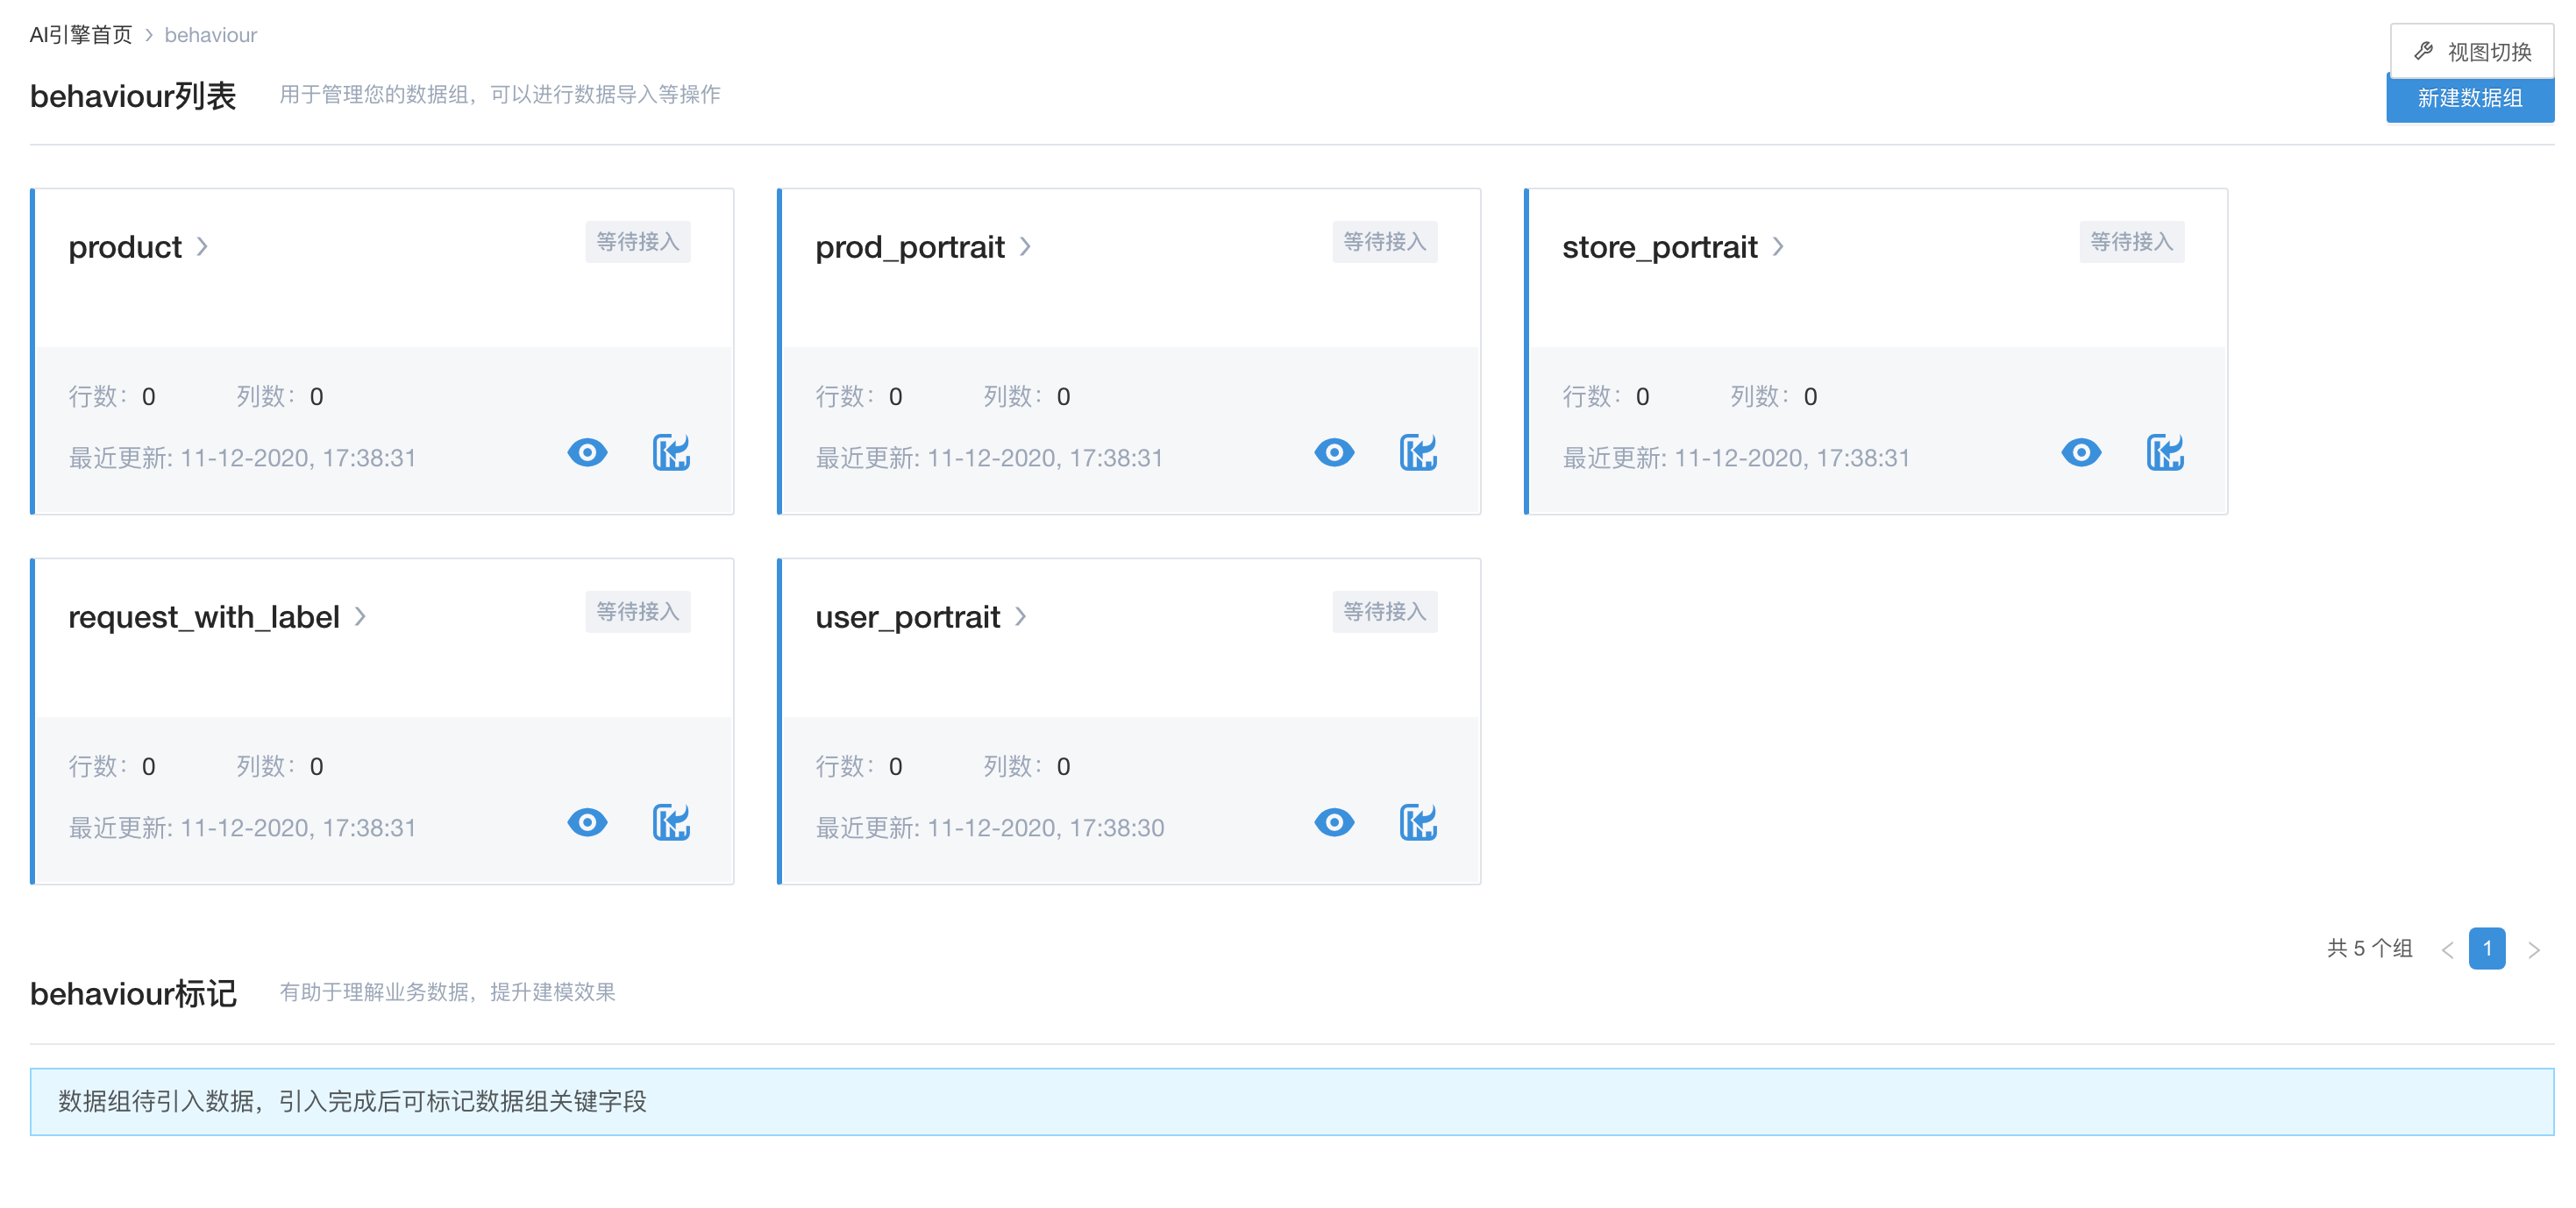 AI引擎首页 > behaviour
视图切换
behaviour列表 用于管理您的数据组，可以进行数据导入等操作
新建数据组
product >
等待接入
行数：0 列数：0
最近更新: 11-12-2020, 17:38:31
prod_portrait >
等待接入
行数：0 列数：0
最近更新: 11-12-2020, 17:38:31
store_portrait >
等待接入
行数：0 列数：0
最近更新: 11-12-2020, 17:38:31
request_with_label >
等待接入
行数：0 列数：0
最近更新: 11-12-2020, 17:38:31
user_portrait >
等待接入
行数：0 列数：0
最近更新: 11-12-2020, 17:38:30
共 5 个组 < 1 >
behaviour标记 有助于理解业务数据，提升建模效果
数据组待引入数据，引入完成后可标记数据组关键字段